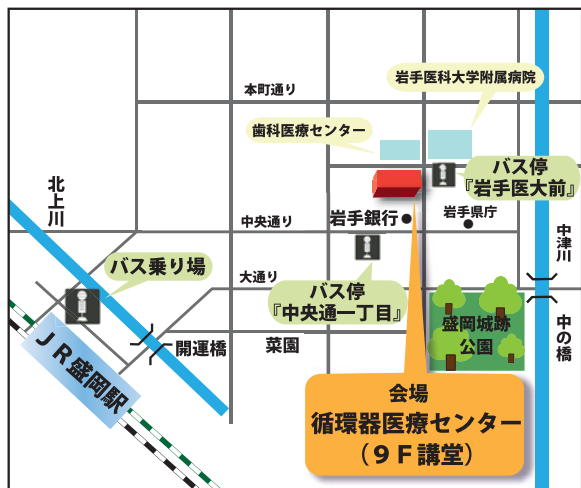 岩手医科大学附属病院
本町通り
歯科医療センター
バス停
『岩手医大前』
北上川
岩手銀行
岩手県庁
中央通り
中津川
バス乗り場
大通り
バス停
『中央通一丁目』
盛岡城跡
公園
中の橋
開運橋
菜園
JR盛岡駅
会場
循環器医療センター
（９Ｆ講堂）